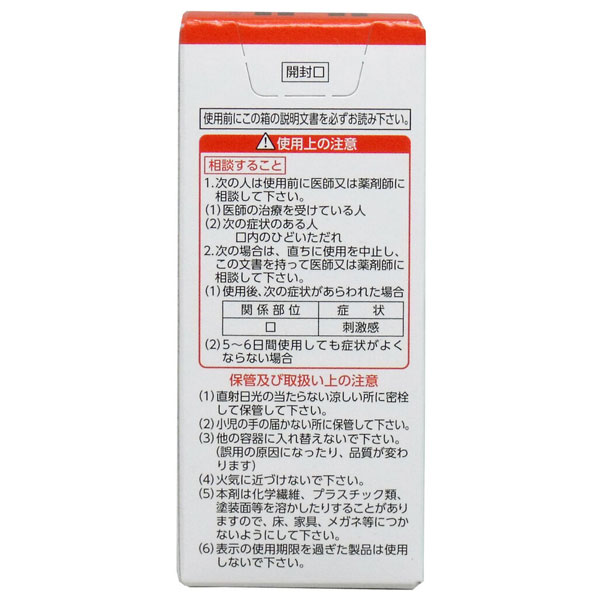 開封口
使用前にこの箱の説明文書を必ずお読み下さい。
使用上の注意
相談すること
1.次の人は使用前に医師又は薬剤師に
相談して下さい。
(1)医師の治療を受けている人
(2)次の症状のある人
口内のひどいただれ
2.次の場合は、直ちに使用を中止し、
この文書を持って医師又は薬剤師に
相談して下さい。
(1)使用後、次の症状があらわれた場合
関係部位 症状
口 刺激感
(2)5～6日間使用しても症状がよく
ならない場合
保管及び取扱い上の注意
(1)直射日光の当たらない涼しい所に密栓
して保管して下さい。
(2)小児の手の届かない所に保管して下さい。
(3)他の容器に入れ替えないで下さい。
(誤用の原因になったり、品質が変わ
ります)
(4)火気に近づけないで下さい。
(5)本剤は化学繊維、プラスチック類、
塗装面等を溶かしたりすることがあり
ますので、床、家具、メガネ等につか
ないようにして下さい。
(6)表示の使用期限を過ぎた製品は使用
しないで下さい。